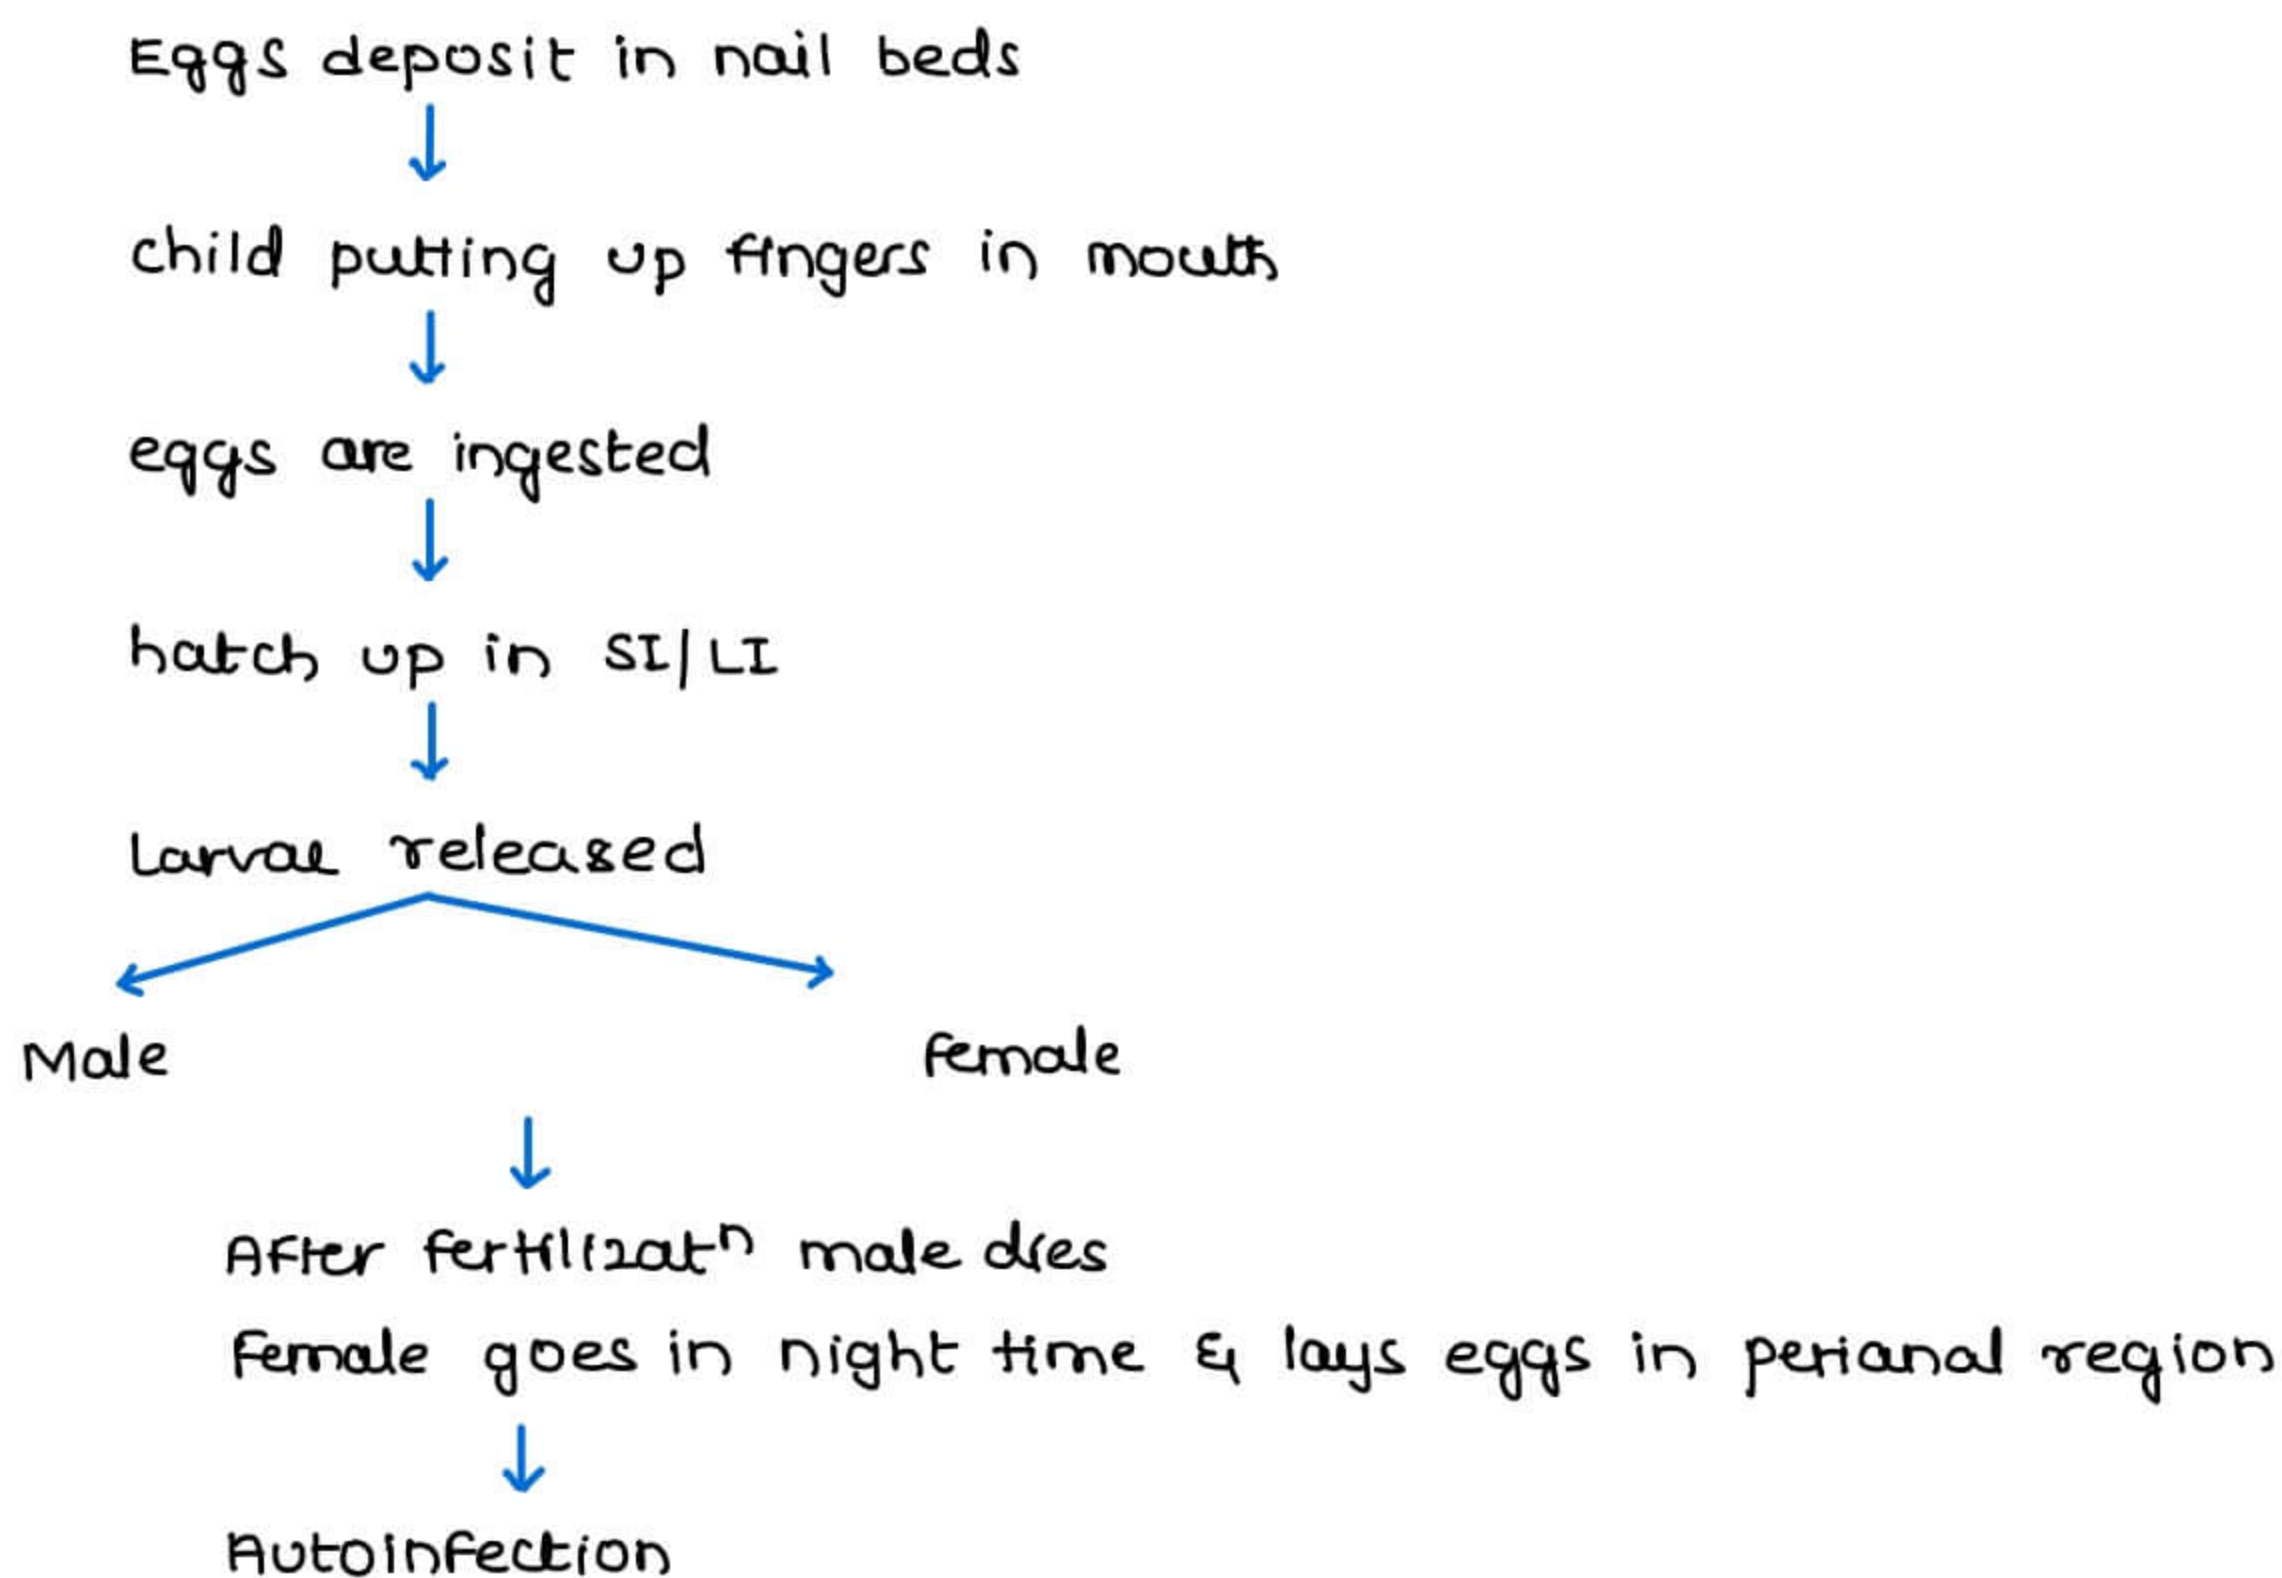 Eggs deposit in nail beds
child putting up fingers in mouth
eggs are ingested
hatch up in SI/LI
Larvae released
Male female
After fertilizatⁿ male dies
Female goes in night time & lays eggs in perianal region
Autoinfection